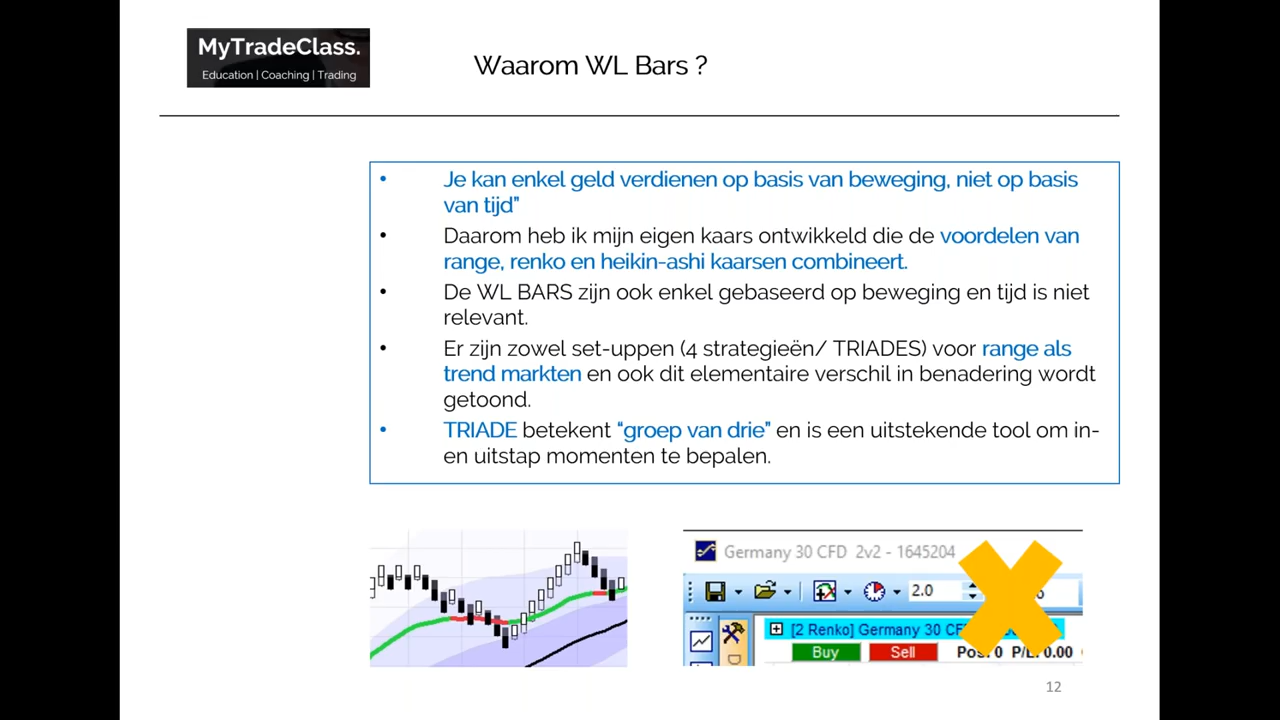 MyTradeClass.
Education | Coaching | Trading
Waarom WL Bars ?
• Je kan enkel geld verdienen op basis van beweging, niet op basis
van tijd”
• Daarom heb ik mijn eigen kaars ontwikkeld die de voordelen van
range, renko en heikin-ashi kaarsen combineert.
• De WL BARS zijn ook enkel gebaseerd op beweging en tijd is niet
relevant.
• Er zijn zowel set-uppen (4 strategieën/ TRIADES) voor range als
trend markten en ook dit elementaire verschil in benadering wordt
getoond.
• TRIADE betekent “groep van drie” en is een uitstekende tool om in-
en uitstap momenten te bepalen.
Germany 30 CFD 2v2 - 1645204
2.0
[2 Renko] Germany 30
Buy Sell Pos: 0 P/L: 0.00
12